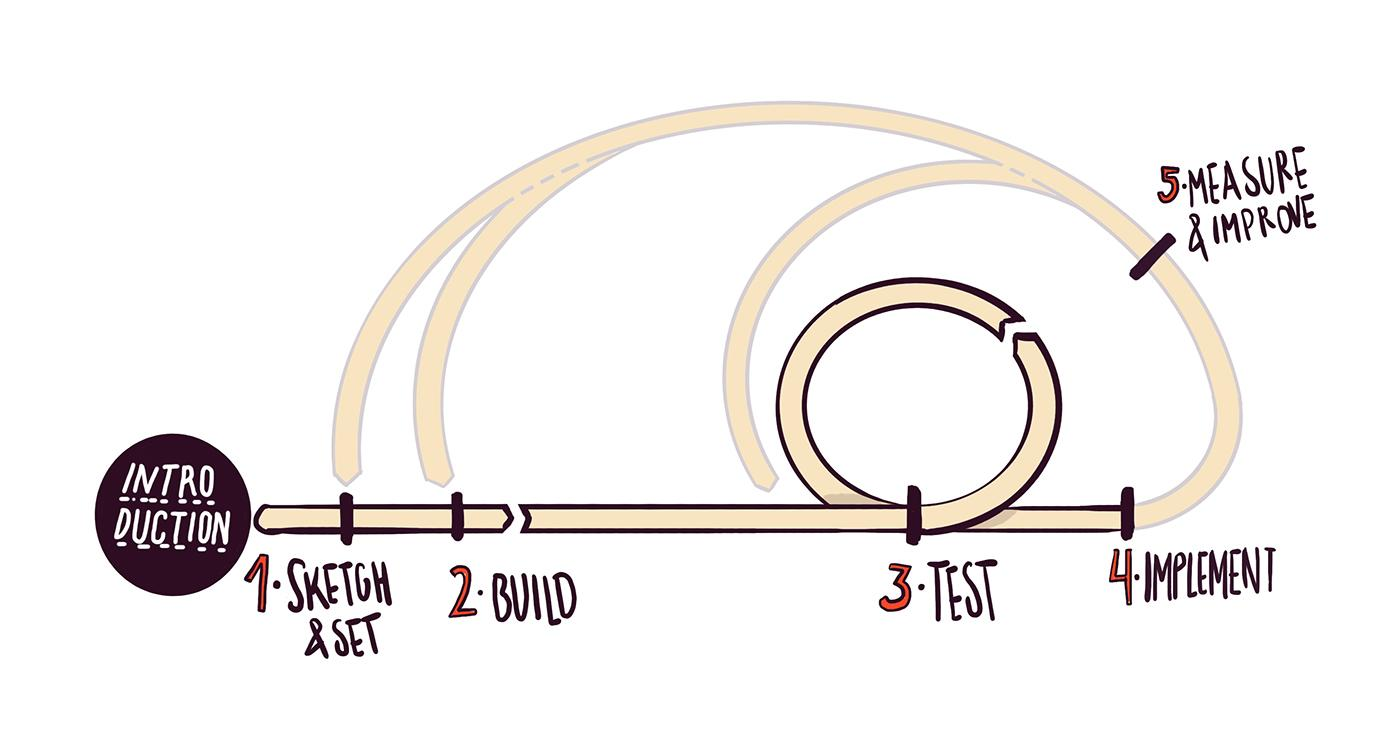 INTRO
DUCTION
1. SKETCH
& SET
2. BUILD
3. TEST
4. IMPLEMENT
5. MEASURE
& IMPROVE